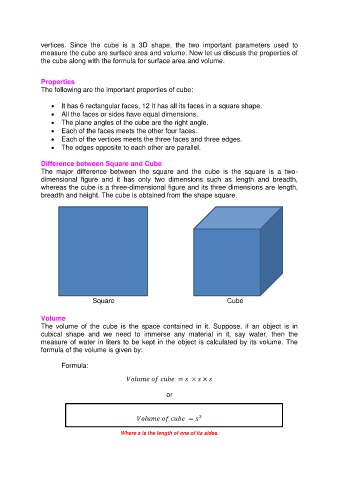 vertices. Since the cube is a 3D shape, the two important parameters used to
measure the cube are surface area and volume. Now let us discuss the properties of
the cube along with the formula for surface area and volume.
Properties
The following are the important properties of cube:
• It has 6 rectangular faces, 12 It has all its faces in a square shape.
• All the faces or sides have equal dimensions.
• The plane angles of the cube are the right angle.
• Each of the faces meets the other four faces.
• Each of the vertices meets the three faces and three edges.
• The edges opposite to each other are parallel.
Difference between Square and Cube
The major difference between the square and the cube is the square is a two-
dimensional figure and it has only two dimensions such as length and breadth,
whereas the cube is a three-dimensional figure and its three dimensions are length,
breadth and height. The cube is obtained from the shape square.
Square Cube
Volume
The volume of the cube is the space contained in it. Suppose, if an object is in
cubical shape and we need to immerse any material in it, say water, then the
measure of water in liters to be kept in the object is calculated by its volume. The
formula of the volume is given by:
Formula:
Volume of cube = s × s × s
or
Volume of cube = s³
Where s is the length of one of its sides.